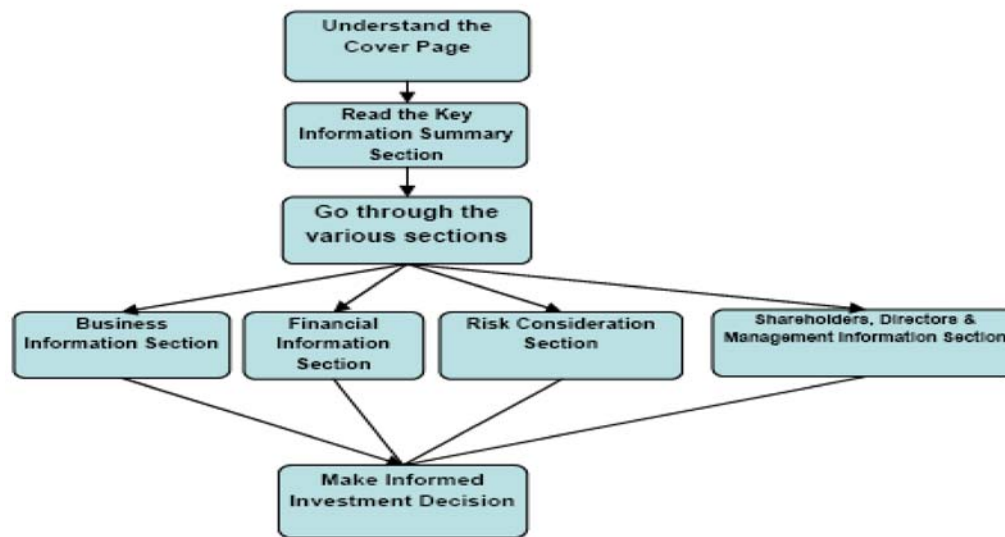 Understand the
Cover Page
Read the Key
Information Summary
Section
Go through the
various sections
Business
Information Section
Financial
Information
Section
Risk Consideration
Section
Shareholders, Directors &
Management Information Section
Make Informed
Investment Decision